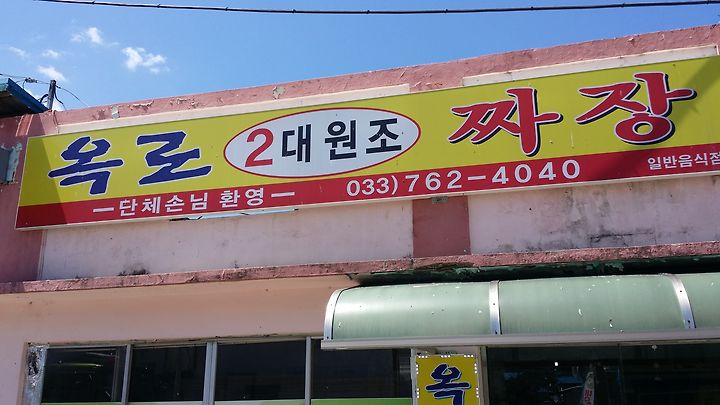 옥로 2대원조 짜장
—단체손님 환영— 033)762-4040 일반음식점
옥